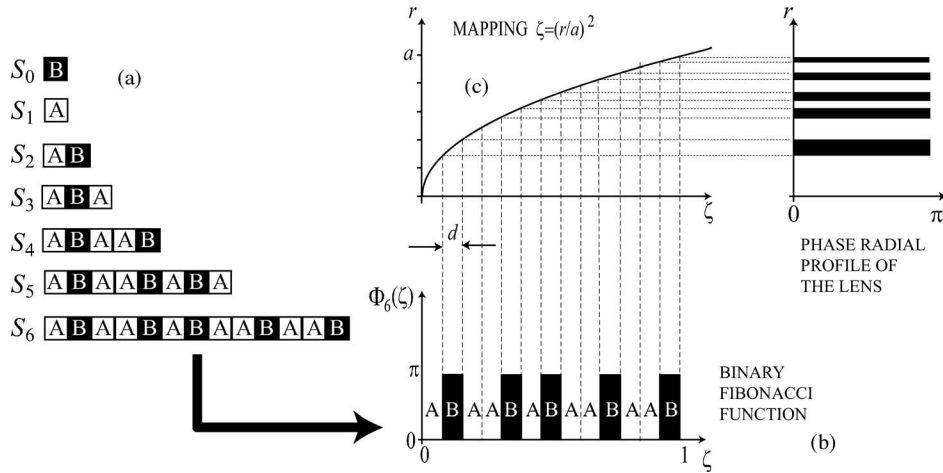 (a)
S0 B
S1 A
S2 A B
S3 A B A
S4 A B A A B
S5 A B A A B A B A
S6 A B A A B A B A A B A A B
r
MAPPING ζ=(r/a)²
a
(c)
ζ
d
r
0 π
PHASE RADIAL
PROFILE OF
THE LENS
Φ6(ζ)
π
A B A A B A B A A B A A B
0
0 1 ζ
BINARY
FIBONACCI
FUNCTION
(b)